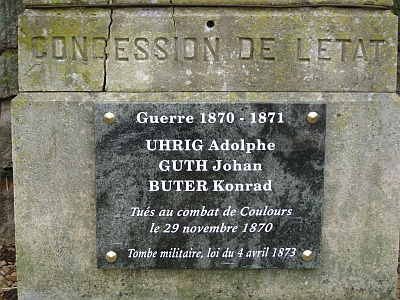 CONCESSION DE L'ETAT
Guerre 1870 - 1871
UHRIG Adolphe
GUTH Johan
BUTER Konrad
Tués au combat de Coulours
le 29 novembre 1870
Tombe militaire, loi du 4 avril 1873